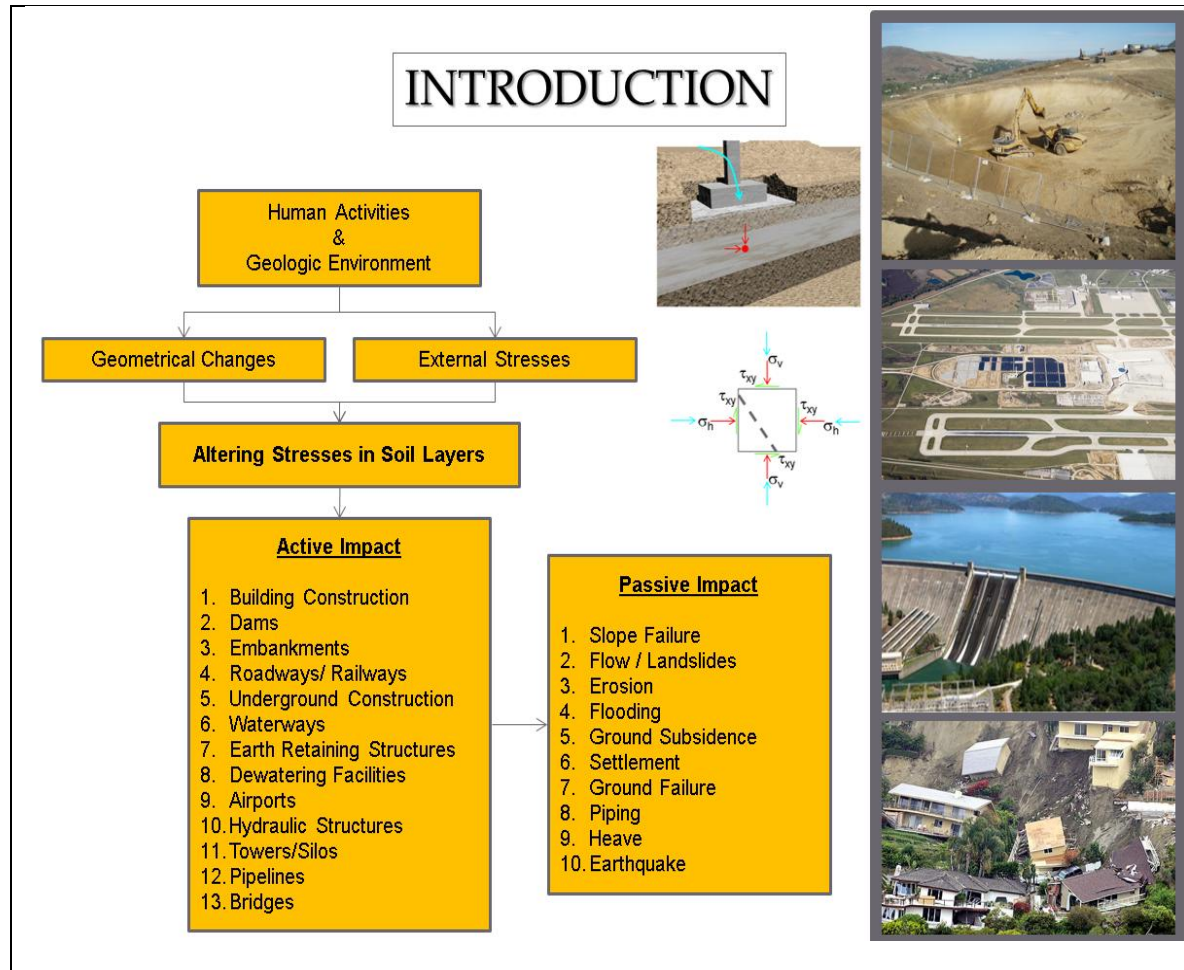 INTRODUCTION
Human Activities
&
Geologic Environment
Geometrical Changes
External Stresses
Altering Stresses in Soil Layers
Active Impact
1. Building Construction
2. Dams
3. Embankments
4. Roadways/ Railways
5. Underground Construction
6. Waterways
7. Earth Retaining Structures
8. Dewatering Facilities
9. Airports
10. Hydraulic Structures
11. Towers/Silos
12. Pipelines
13. Bridges
Passive Impact
1. Slope Failure
2. Flow / Landslides
3. Erosion
4. Flooding
5. Ground Subsidence
6. Settlement
7. Ground Failure
8. Piping
9. Heave
10. Earthquake
σv
τxy
τxy
σh
σh
τxy
σv